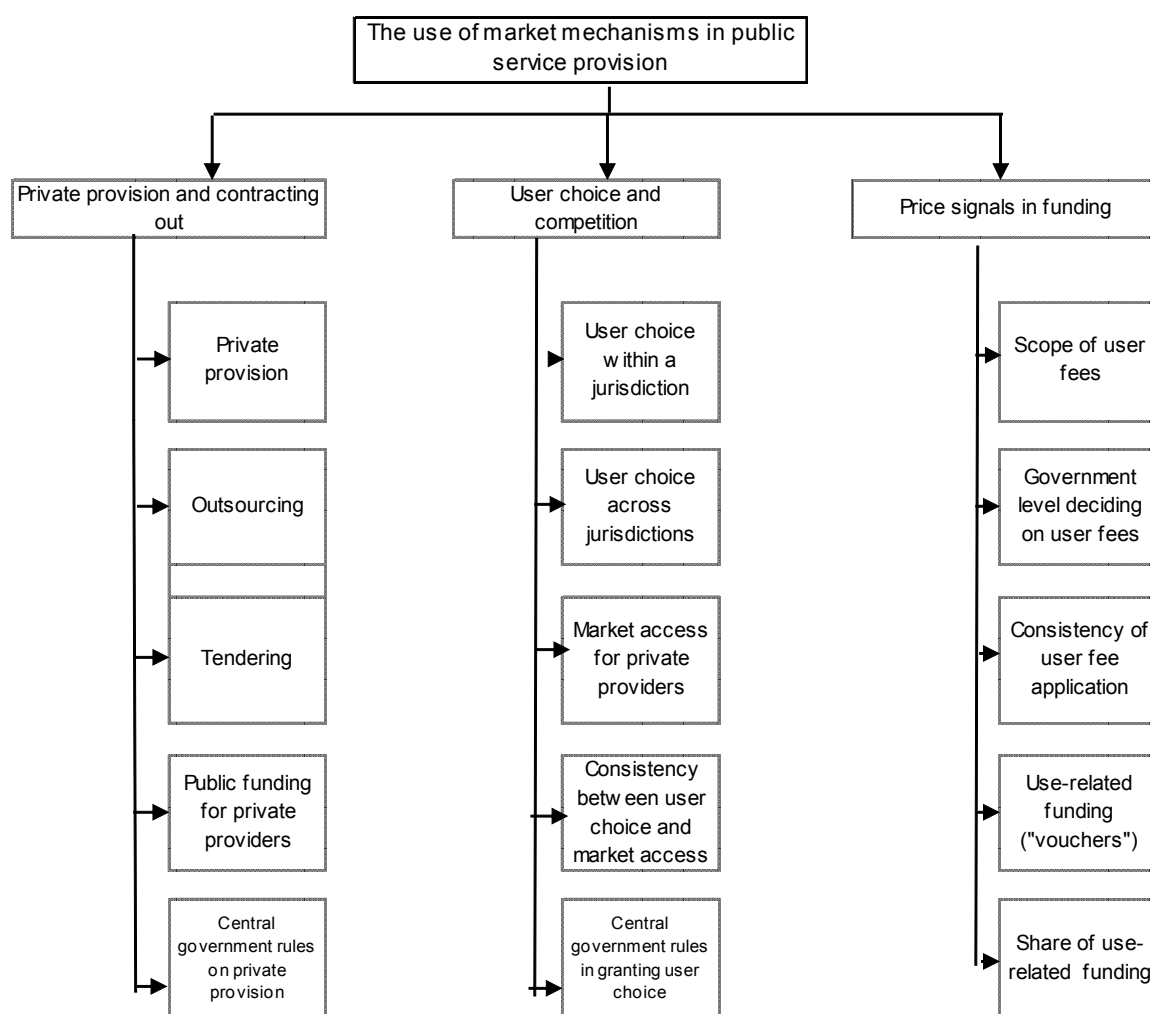 The use of market mechanisms in public
service provision
Private provision and contracting
out
User choice and
competition
Price signals in funding
Private
provision
User choice
within a
jurisdiction
Scope of user
fees
Outsourcing
User choice
across
jurisdictions
Government
level deciding
on user fees
Tendering
Market access
for private
providers
Consistency of
user fee
application
Public funding
for private
providers
Consistency
between user
choice and
market access
Use-related
funding
("vouchers")
Central
government rules
on private
provision
Central
government rules
in granting user
choice
Share of use-
related funding